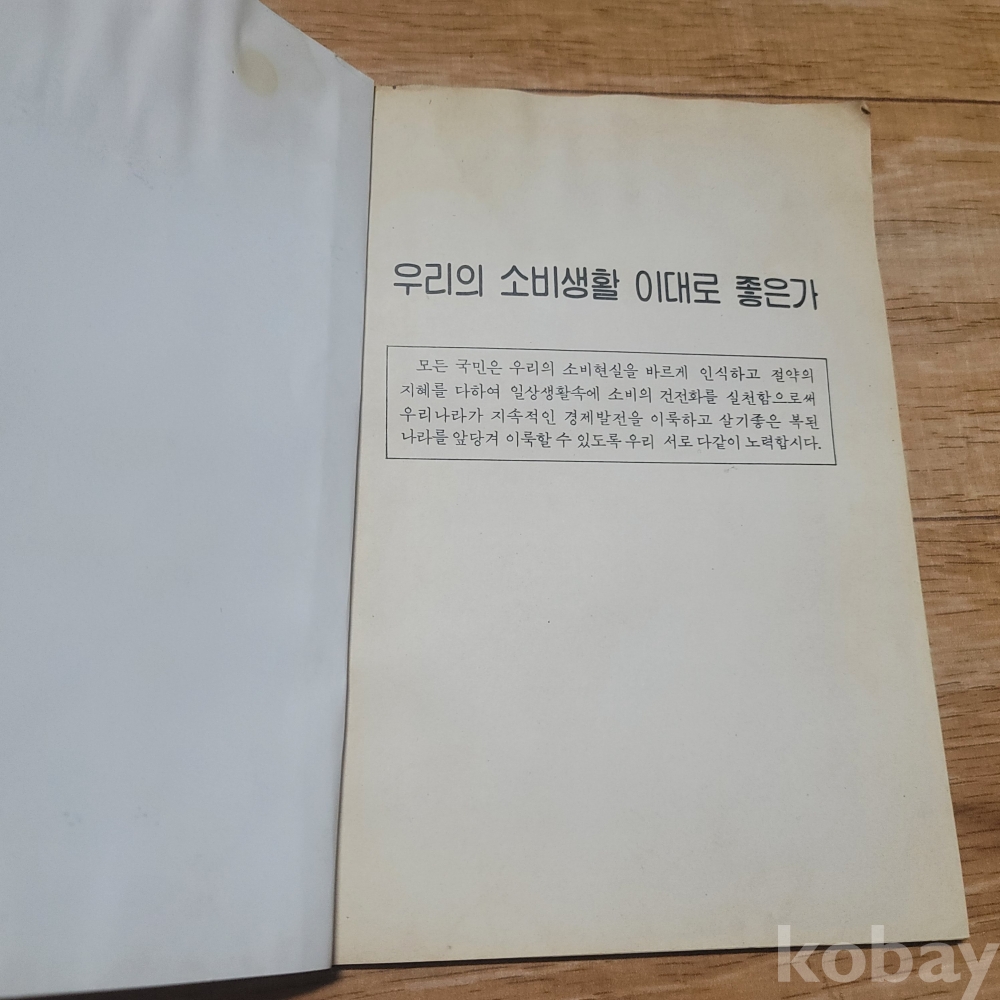 우리의 소비생활 이대로 좋은가
모든 국민은 우리의 소비현실을 바르게 인식하고 절약의
지혜를 다하여 일상생활속에 소비의 건전화를 실천함으로써
우리나라가 지속적인 경제발전을 이룩하고 살기좋은 복된
나라를 앞당겨 이룩할 수 있도록 우리 서로 다같이 노력합시다.
kobay